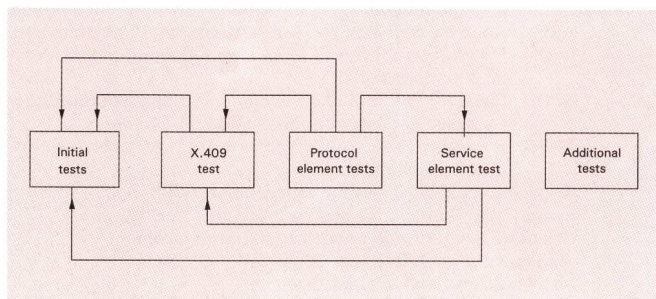 Initial
tests
X.409
test
Protocol
element tests
Service
element test
Additional
tests